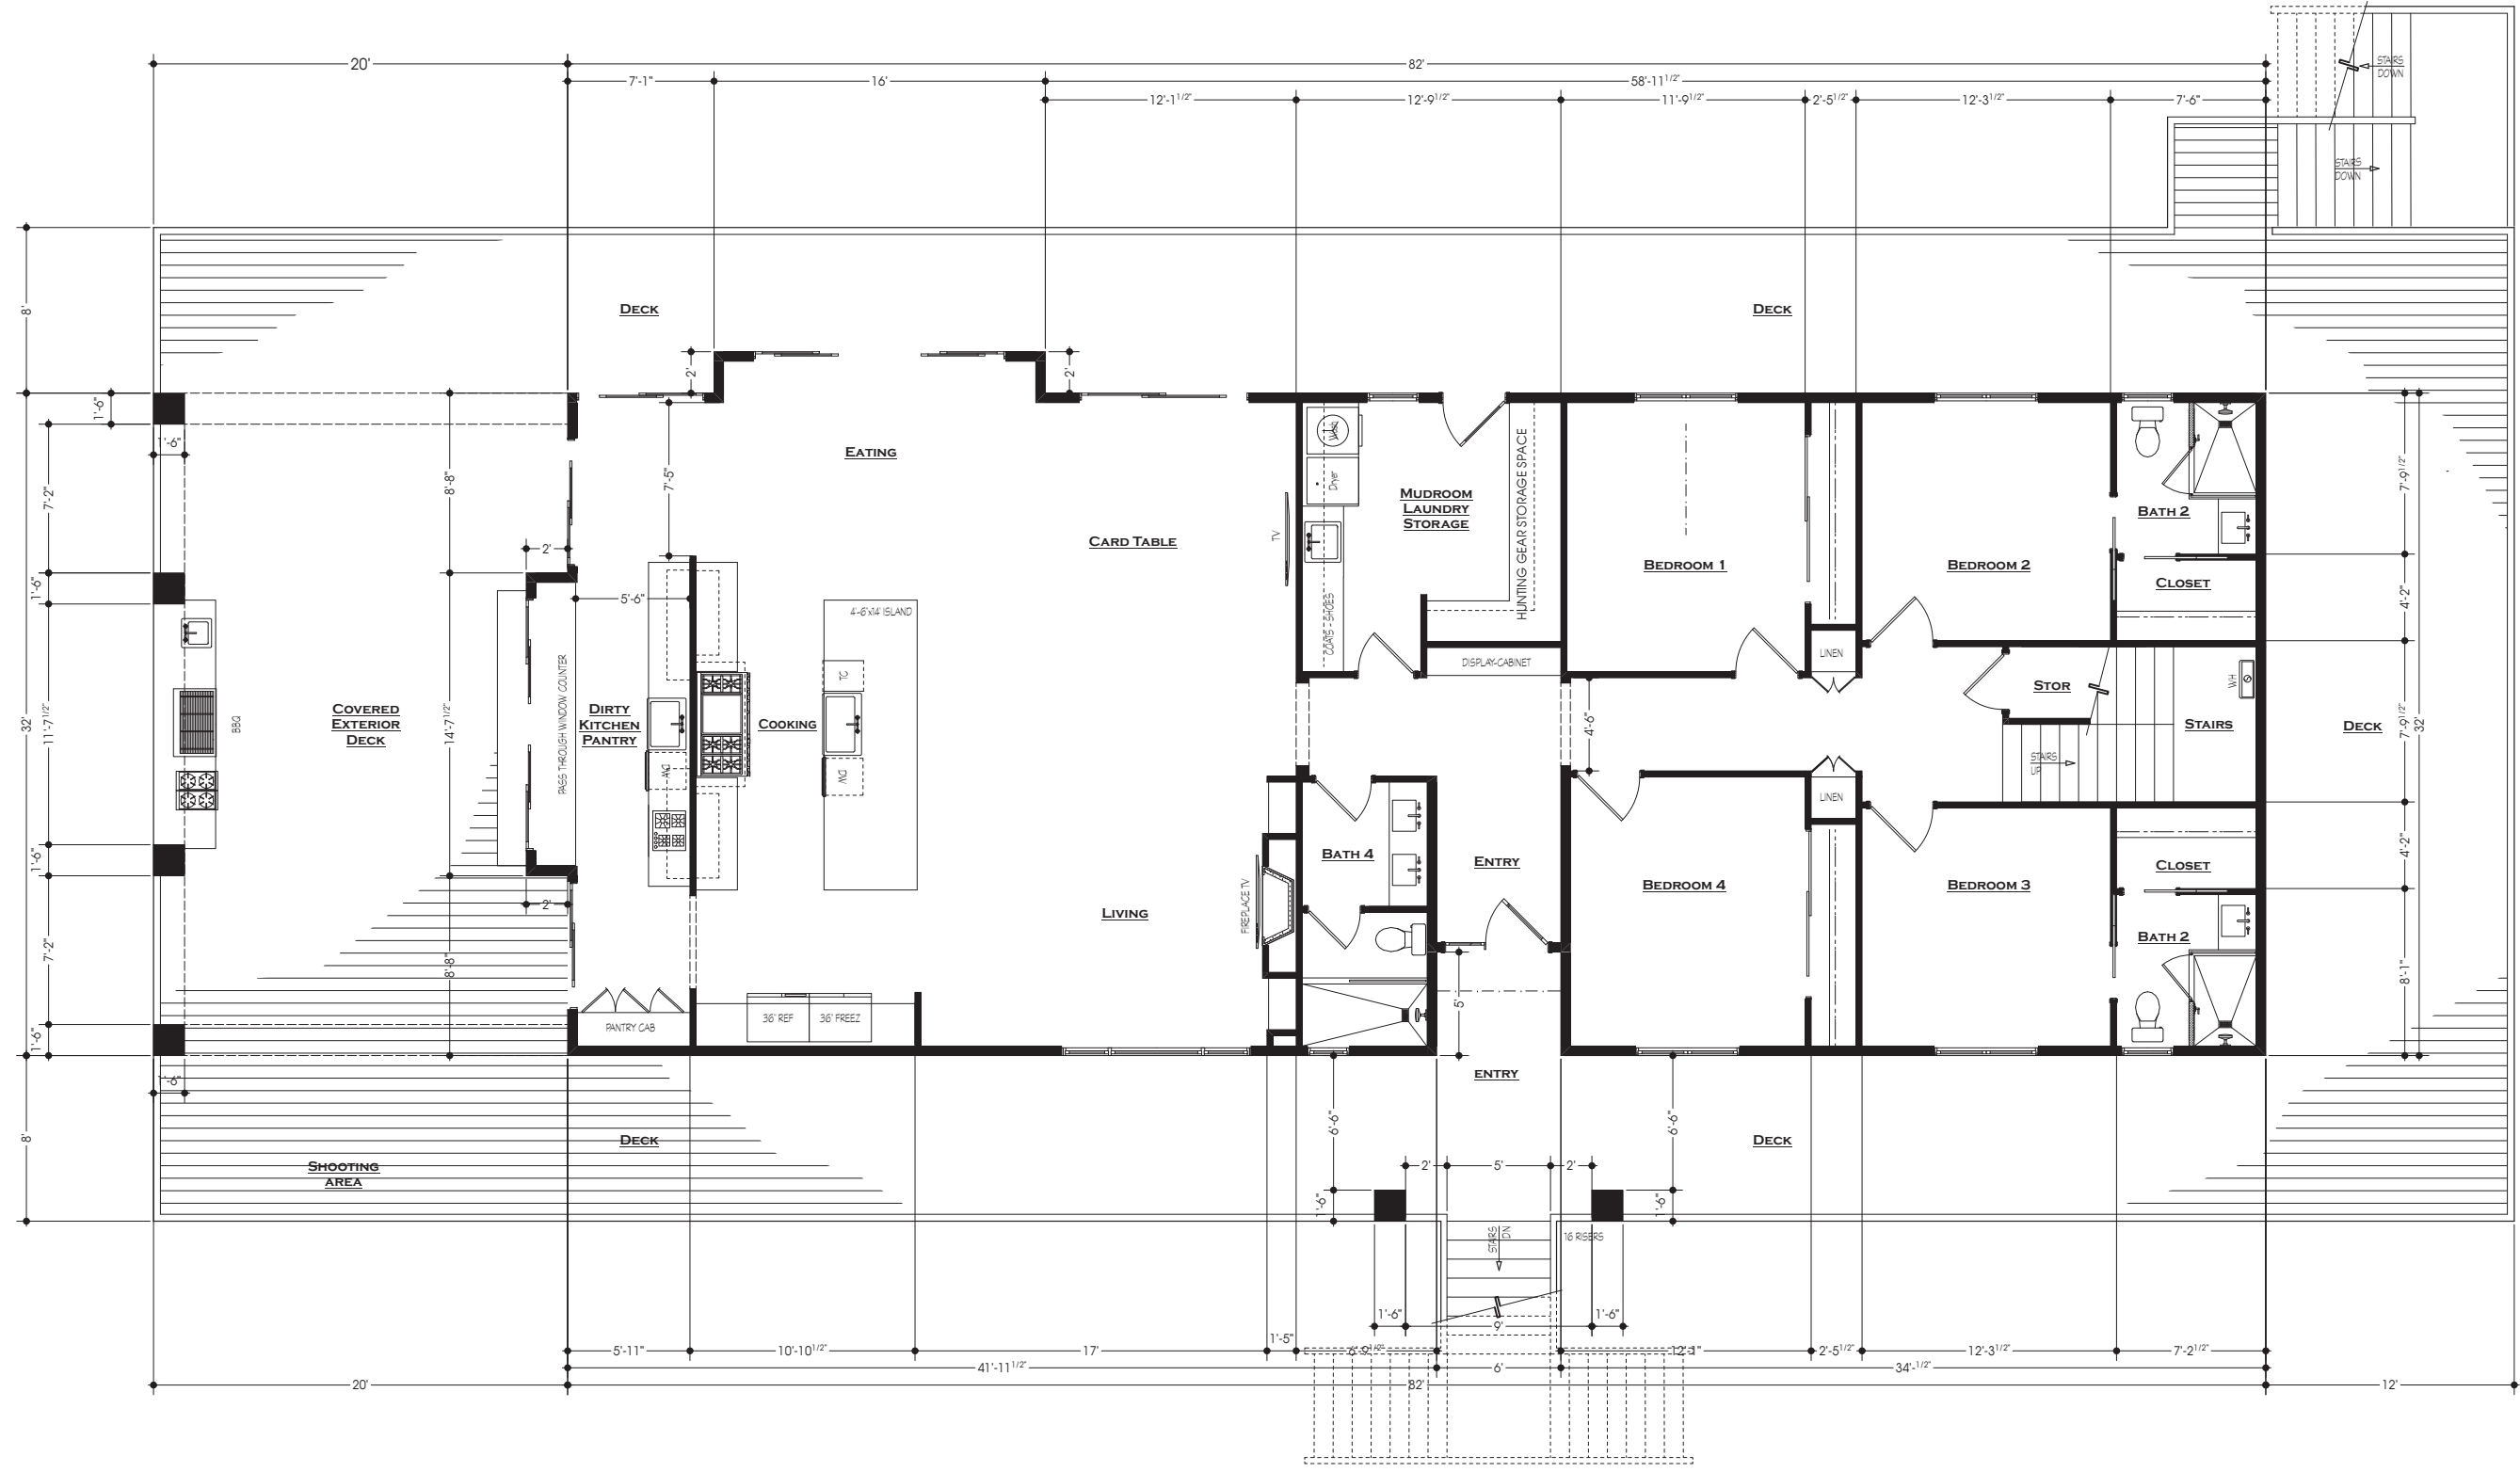 20'
82'
7'-1"
16'
58'-11 1/2"
12'-1 1/2"
12'-9 1/2"
11'-9 1/2"
2'-5 1/2"
12'-3 1/2"
7'-6"
STAIRS
DOWN
STAIRS
DOWN
8'
DECK
DECK
2'
2'
1'-6"
1'-6"
7'-2"
8'-8"
7'-5"
EATING
CARD TABLE
TV
Wash
Dryer
MUDROOM
LAUNDRY
STORAGE
HUNTING GEAR STORAGE SPACE
COATS - SHOES
BEDROOM 1
BEDROOM 2
BATH 2
CLOSET
7'-9 1/2"
4'-2"
2'
1'-6"
5'-6"
4'-6"x14' ISLAND
DISPLAY-CABINET
LINEN
STOR
WH
STAIRS
STAIRS
UP
DECK
7'-9 1/2"
32'
32'
11'-7 1/2"
BBQ
COVERED
EXTERIOR
DECK
14'-7 1/2"
PASS THROUGH WINDOW COUNTER
DIRTY
KITCHEN
PANTRY
DW
COOKING
TC
DW
4'-6"
LINEN
1'-6"
BATH 4
ENTRY
BEDROOM 4
BEDROOM 3
CLOSET
4'-2"
2'
LIVING
FIREPLACE TV
BATH 2
7'-2"
8'-8"
8'-1"
5'
PANTRY CAB
36' REF
36' FREEZ
1'-6"
1'-6"
ENTRY
8'
DECK
SHOOTING
AREA
6'-6"
6'-6"
DECK
2'
5'
2'
1'-6"
1'-6"
STAIRS
DN
16 RISERS
1'-6"
9'
1'-6"
5'-11"
10'-10 1/2"
17'
1'-5"
6'-9 1/2"
12'-1"
2'-5 1/2"
12'-3 1/2"
7'-2 1/2"
41'-11 1/2"
6'
34'-1/2"
20'
82'
12'